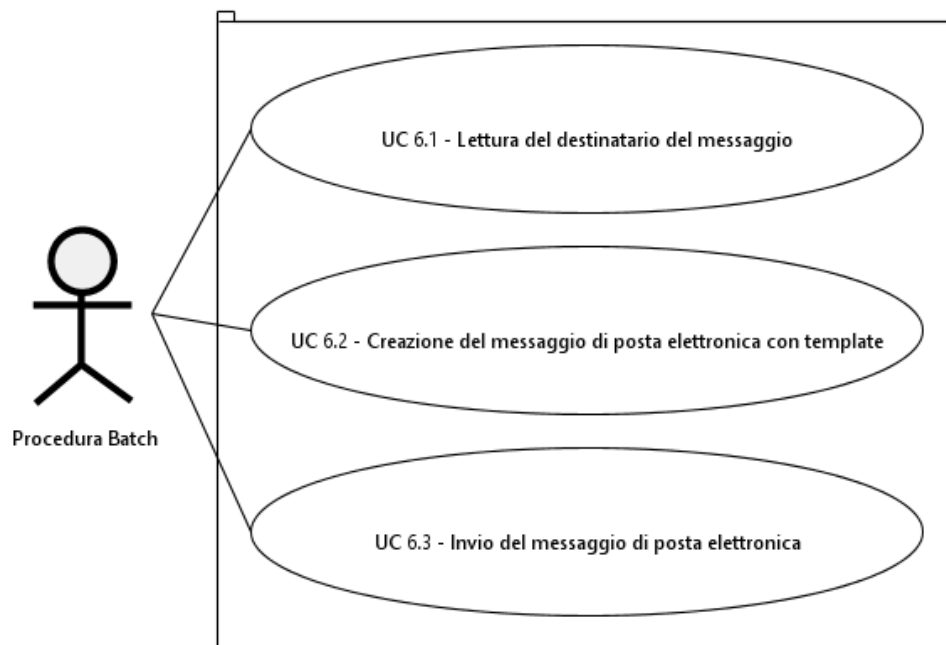 UC 6.1 - Lettura del destinatario del messaggio
UC 6.2 - Creazione del messaggio di posta elettronica con template
Procedura Batch
UC 6.3 - Invio del messaggio di posta elettronica